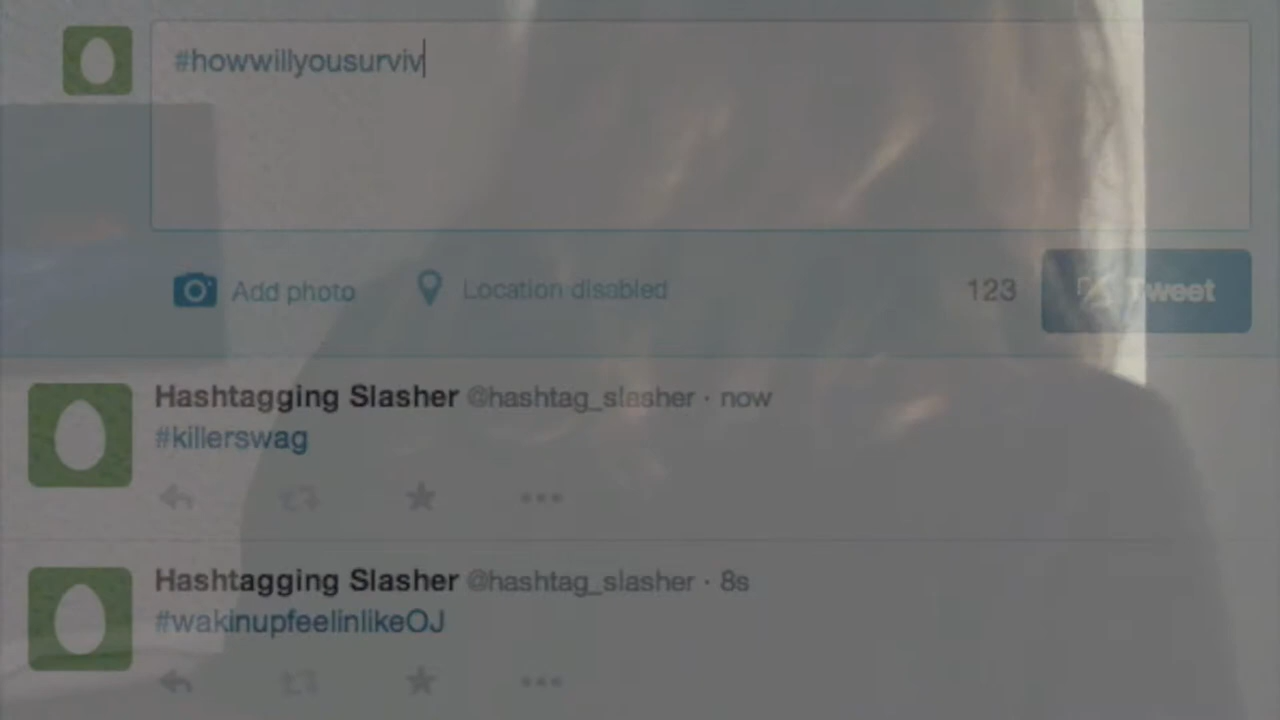 #howwillyousurviv
Add photo
Location disabled
123
Tweet
Hashtagging Slasher @hashtag_slasher · now
#killerswag
Hashtagging Slasher @hashtag_slasher · 8s
#wakinupfeelinlikeOJ